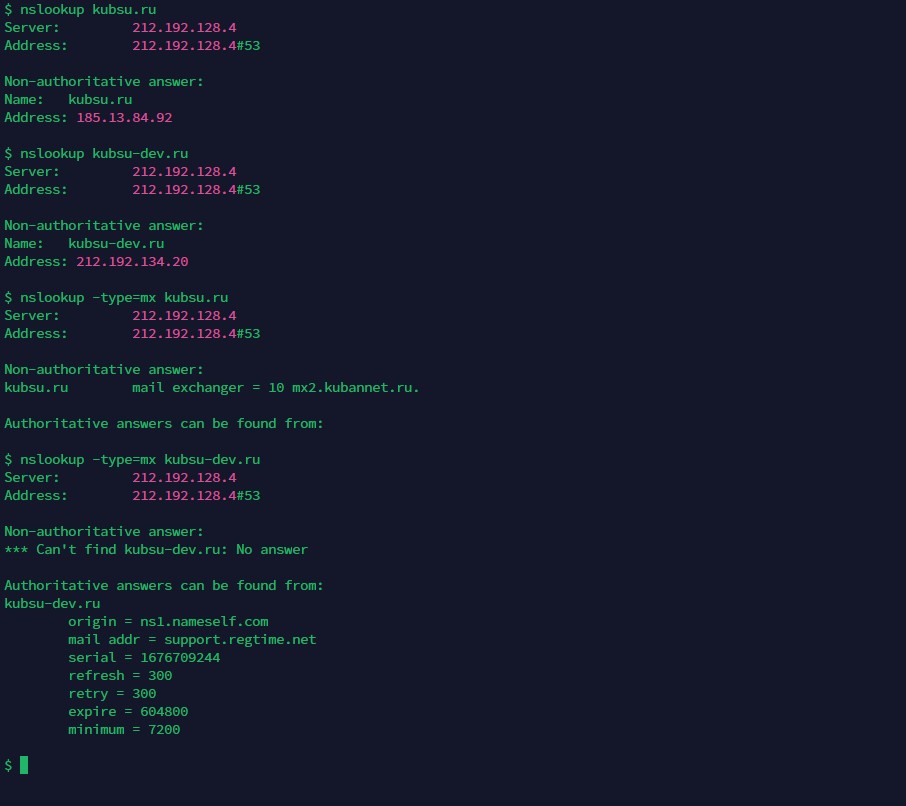 $ nslookup kubsu.ru
Server:         212.192.128.4
Address:        212.192.128.4#53

Non-authoritative answer:
Name:   kubsu.ru
Address: 185.13.84.92

$ nslookup kubsu-dev.ru
Server:         212.192.128.4
Address:        212.192.128.4#53

Non-authoritative answer:
Name:   kubsu-dev.ru
Address: 212.192.134.20

$ nslookup -type=mx kubsu.ru
Server:         212.192.128.4
Address:        212.192.128.4#53

Non-authoritative answer:
kubsu.ru        mail exchanger = 10 mx2.kubannet.ru.

Authoritative answers can be found from:

$ nslookup -type=mx kubsu-dev.ru
Server:         212.192.128.4
Address:        212.192.128.4#53

Non-authoritative answer:
*** Can't find kubsu-dev.ru: No answer

Authoritative answers can be found from:
kubsu-dev.ru
        origin = ns1.nameself.com
        mail addr = support.regtime.net
        serial = 1676709244
        refresh = 300
        retry = 300
        expire = 604800
        minimum = 7200

$